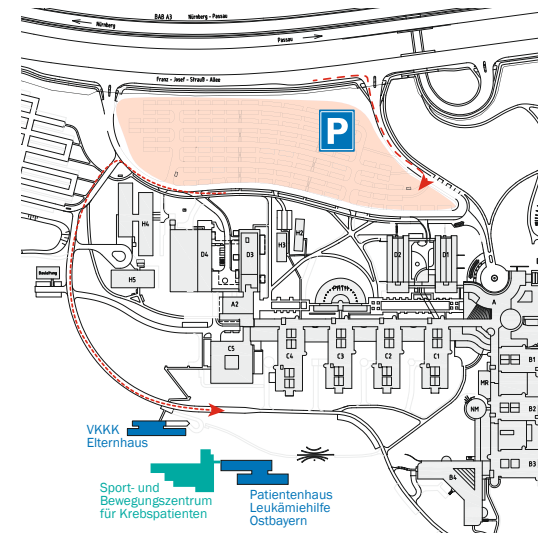 BAB A3
Nürnberg - Passau
Nürnberg
Passau
Franz - Josef - Strauß - Allee
P
H4
H5
D4
D3
H3
H2
D2
D1
A2
A
C5
C4
C3
C2
C1
B1
MR
NM
B2
B3
B4
VKKK
Elternhaus
Sport- und
Bewegungszentrum
für Krebspatienten
Patientenhaus
Leukämiehilfe
Ostbayern